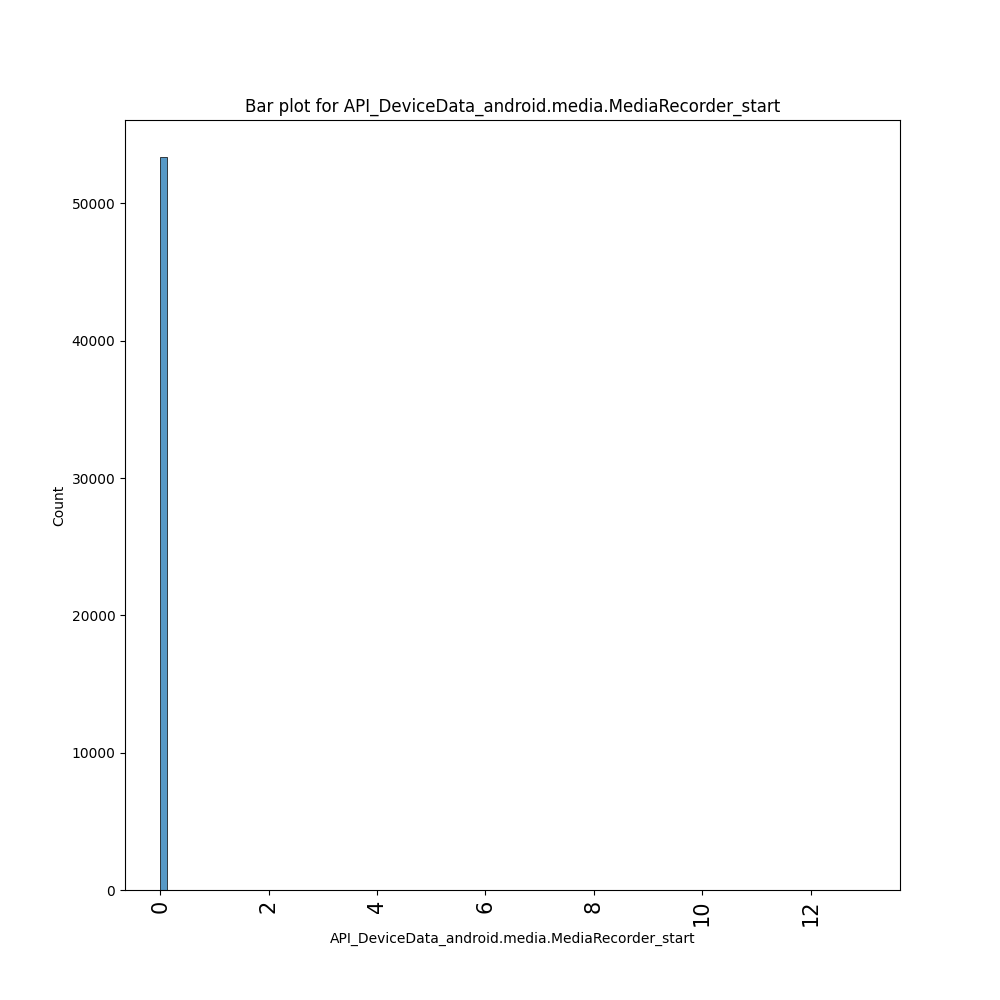 Bar plot for API_DeviceData_android.media.MediaRecorder_start
50000
40000
30000
20000
10000
0
Count
0 2 4 6 8 10 12
API_DeviceData_android.media.MediaRecorder_start